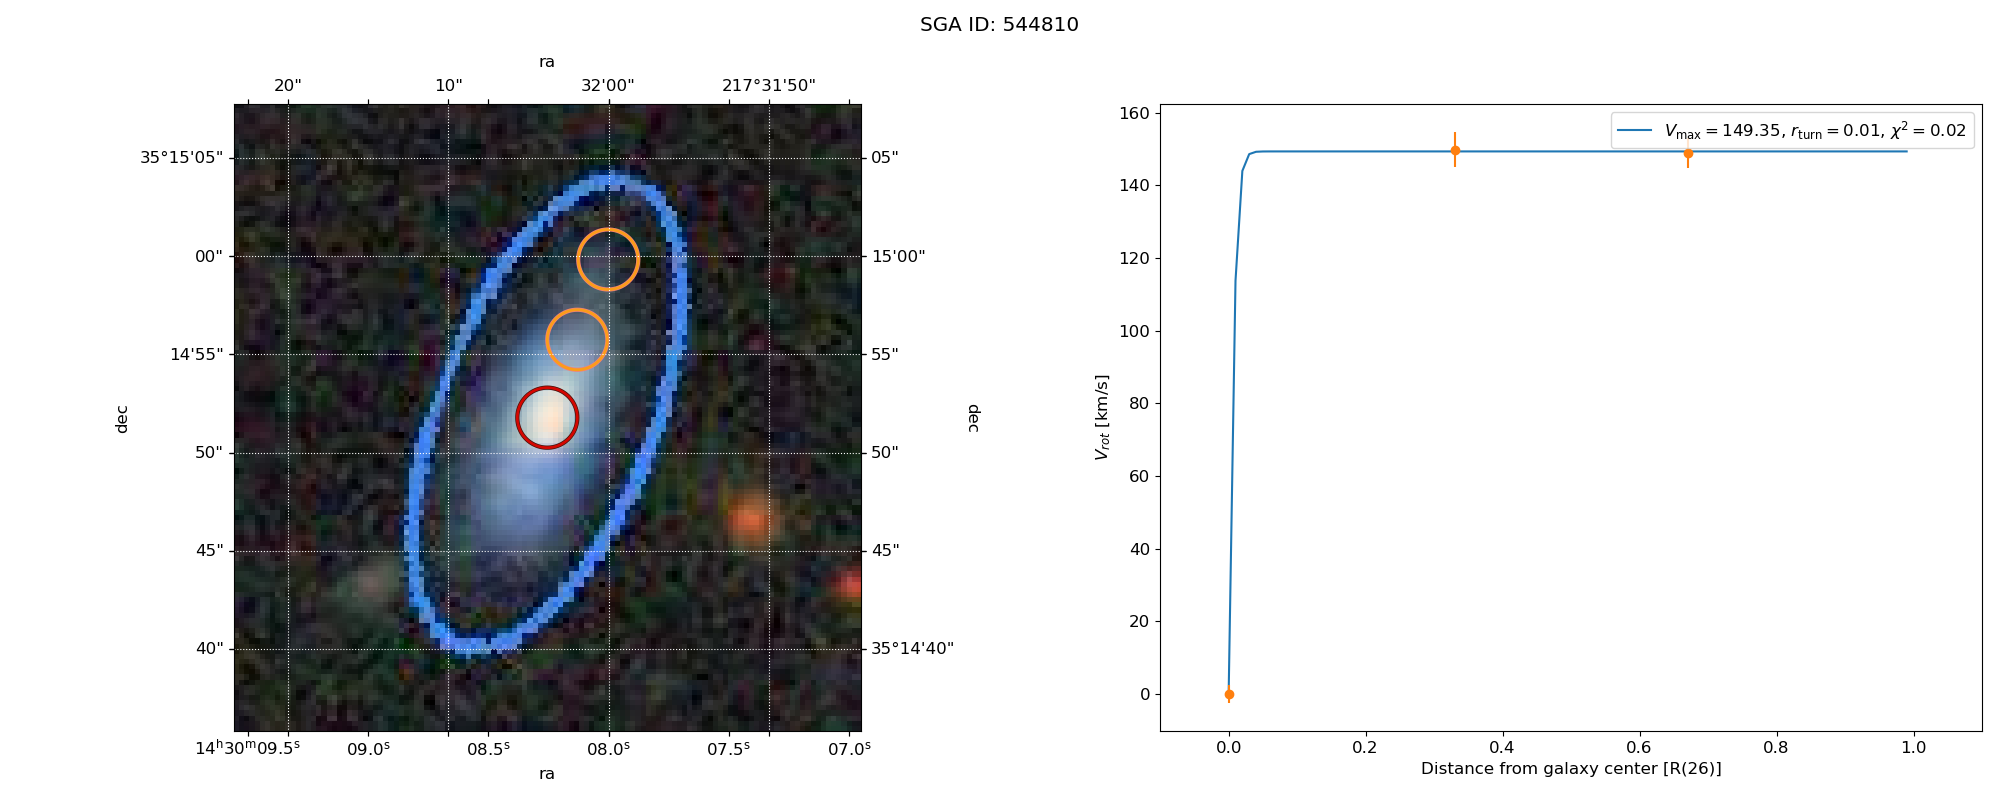 SGA ID: 544810
ra
20" 10" 32'00" 217°31'50"
35°15'05" 05"
00" 15'00"
14'55" 55"
50" 50"
45" 45"
40" 35°14'40"
dec
dec
14ʰ30ᵐ09.5ˢ 09.0ˢ 08.5ˢ 08.0ˢ 07.5ˢ 07.0ˢ
ra
V_max = 149.35, r_turn = 0.01, χ² = 0.02
160
140
120
100
80
60
40
20
0
V_rot [km/s]
0.0 0.2 0.4 0.6 0.8 1.0
Distance from galaxy center [R(26)]